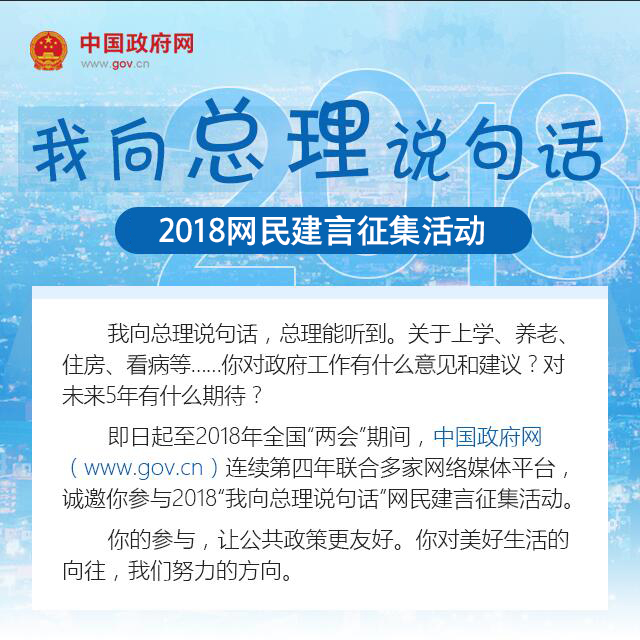 中国政府网
www.gov.cn
2018
我向总理说句话
2018网民建言征集活动
我向总理说句话，总理能听到。关于上学、养老、
住房、看病等……你对政府工作有什么意见和建议？对
未来5年有什么期待？
即日起至2018年全国“两会”期间，中国政府网
（www.gov.cn）连续第四年联合多家网络媒体平台，
诚邀你参与2018“我向总理说句话”网民建言征集活动。
你的参与，让公共政策更友好。你对美好生活的
向往，我们努力的方向。